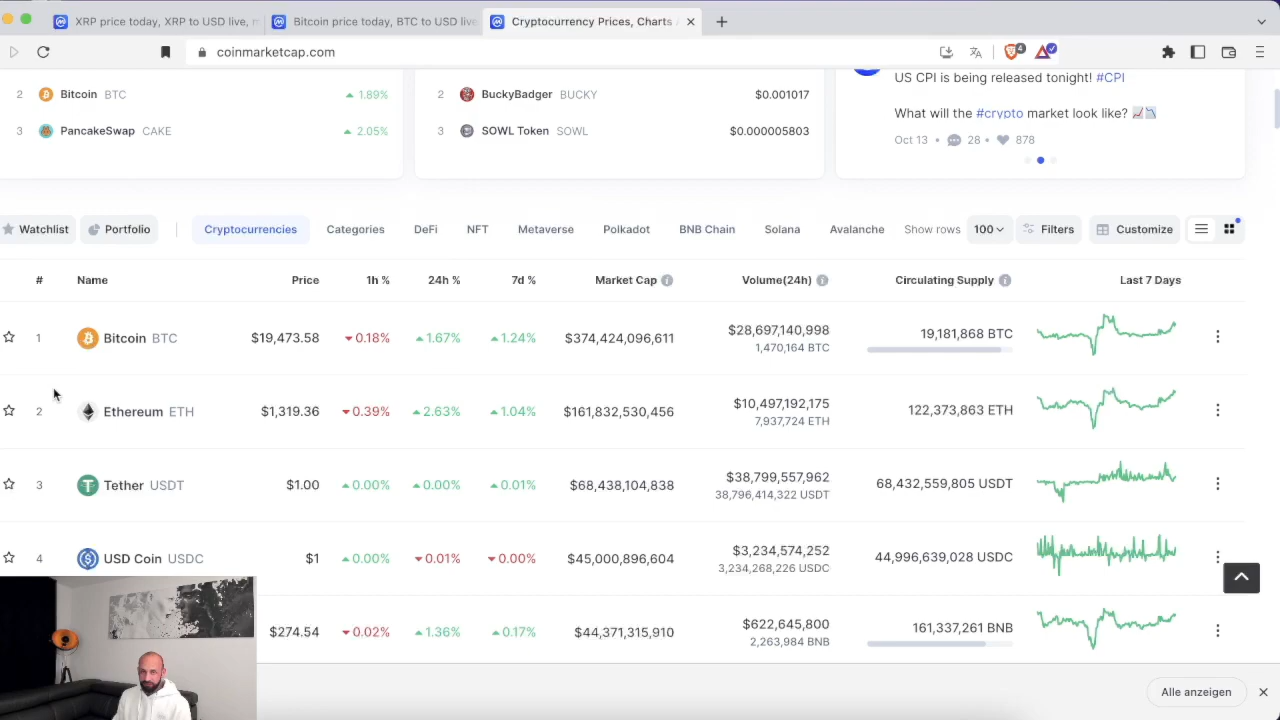 XRP price today, XRP to USD live, m
Bitcoin price today, BTC to USD live
Cryptocurrency Prices, Charts
coinmarketcap.com
4
2 Bitcoin BTC 1.89%
3 PancakeSwap CAKE 2.05%
2 BuckyBadger BUCKY $0.001017
3 SOWL Token SOWL $0.000005803
US CPI is being released tonight! #CPI
What will the #crypto market look like?
Oct 13 • 28 • 878
Watchlist Portfolio Cryptocurrencies Categories DeFi NFT Metaverse Polkadot BNB Chain Solana Avalanche Show rows 100 Filters Customize
# Name Price 1h % 24h % 7d % Market Cap Volume(24h) Circulating Supply Last 7 Days
1 Bitcoin BTC $19,473.58 0.18% 1.67% 1.24% $374,424,096,611 $28,697,140,998 19,181,868 BTC
1,470,164 BTC
2 Ethereum ETH $1,319.36 0.39% 2.63% 1.04% $161,832,530,456 $10,497,192,175 122,373,863 ETH
7,937,724 ETH
3 Tether USDT $1.00 0.00% 0.00% 0.01% $68,438,104,838 $38,799,557,962 68,432,559,805 USDT
38,796,414,322 USDT
4 USD Coin USDC $1 0.00% 0.01% 0.00% $45,000,896,604 $3,234,574,252 44,996,639,028 USDC
3,234,268,226 USDC
$274.54 0.02% 1.36% 0.17% $44,371,315,910 $622,645,800 161,337,261 BNB
2,263,984 BNB
Alle anzeigen